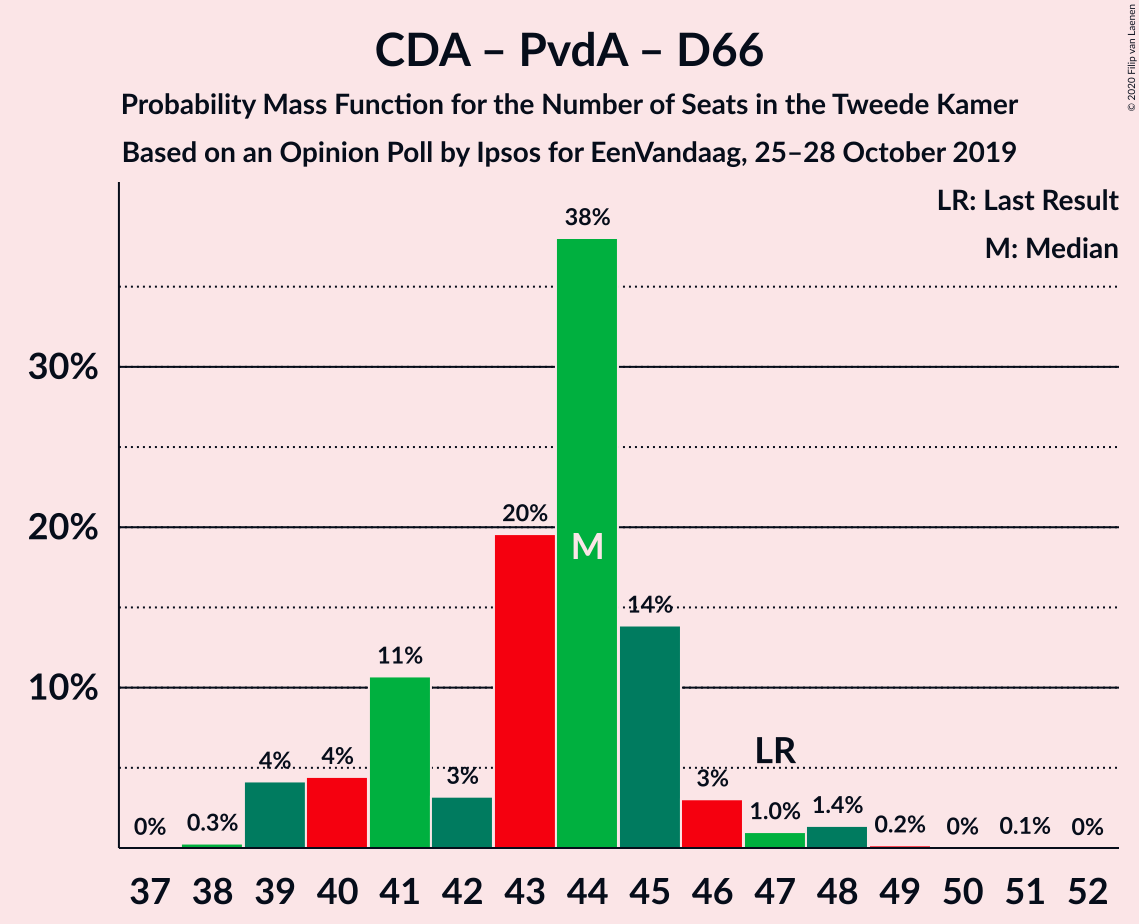 CDA – PvdA – D66
Probability Mass Function for the Number of Seats in the Tweede Kamer
Based on an Opinion Poll by Ipsos for EenVandaag, 25–28 October 2019
© 2020 Filip van Laenen
LR: Last Result
M: Median
38%
30%
20%
20%
M
14%
11%
10%
LR
4%
4%
3%
3%
1.0%
1.4%
0%
0.3%
0.2%
0%
0.1%
0%
37 38 39 40 41 42 43 44 45 46 47 48 49 50 51 52